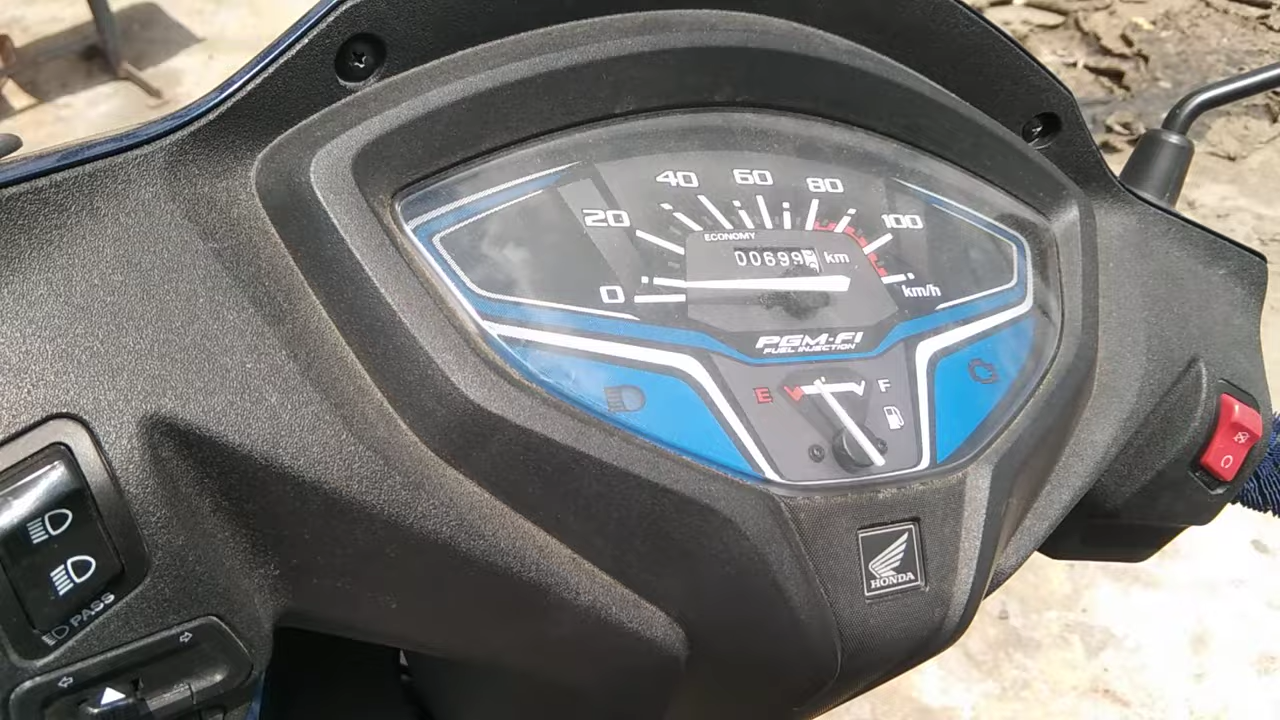 40 60 80
20 100
ECONOMY
00699 km
0 km/h
PGM-FI
FUEL INJECTION
E F
HONDA
PASS